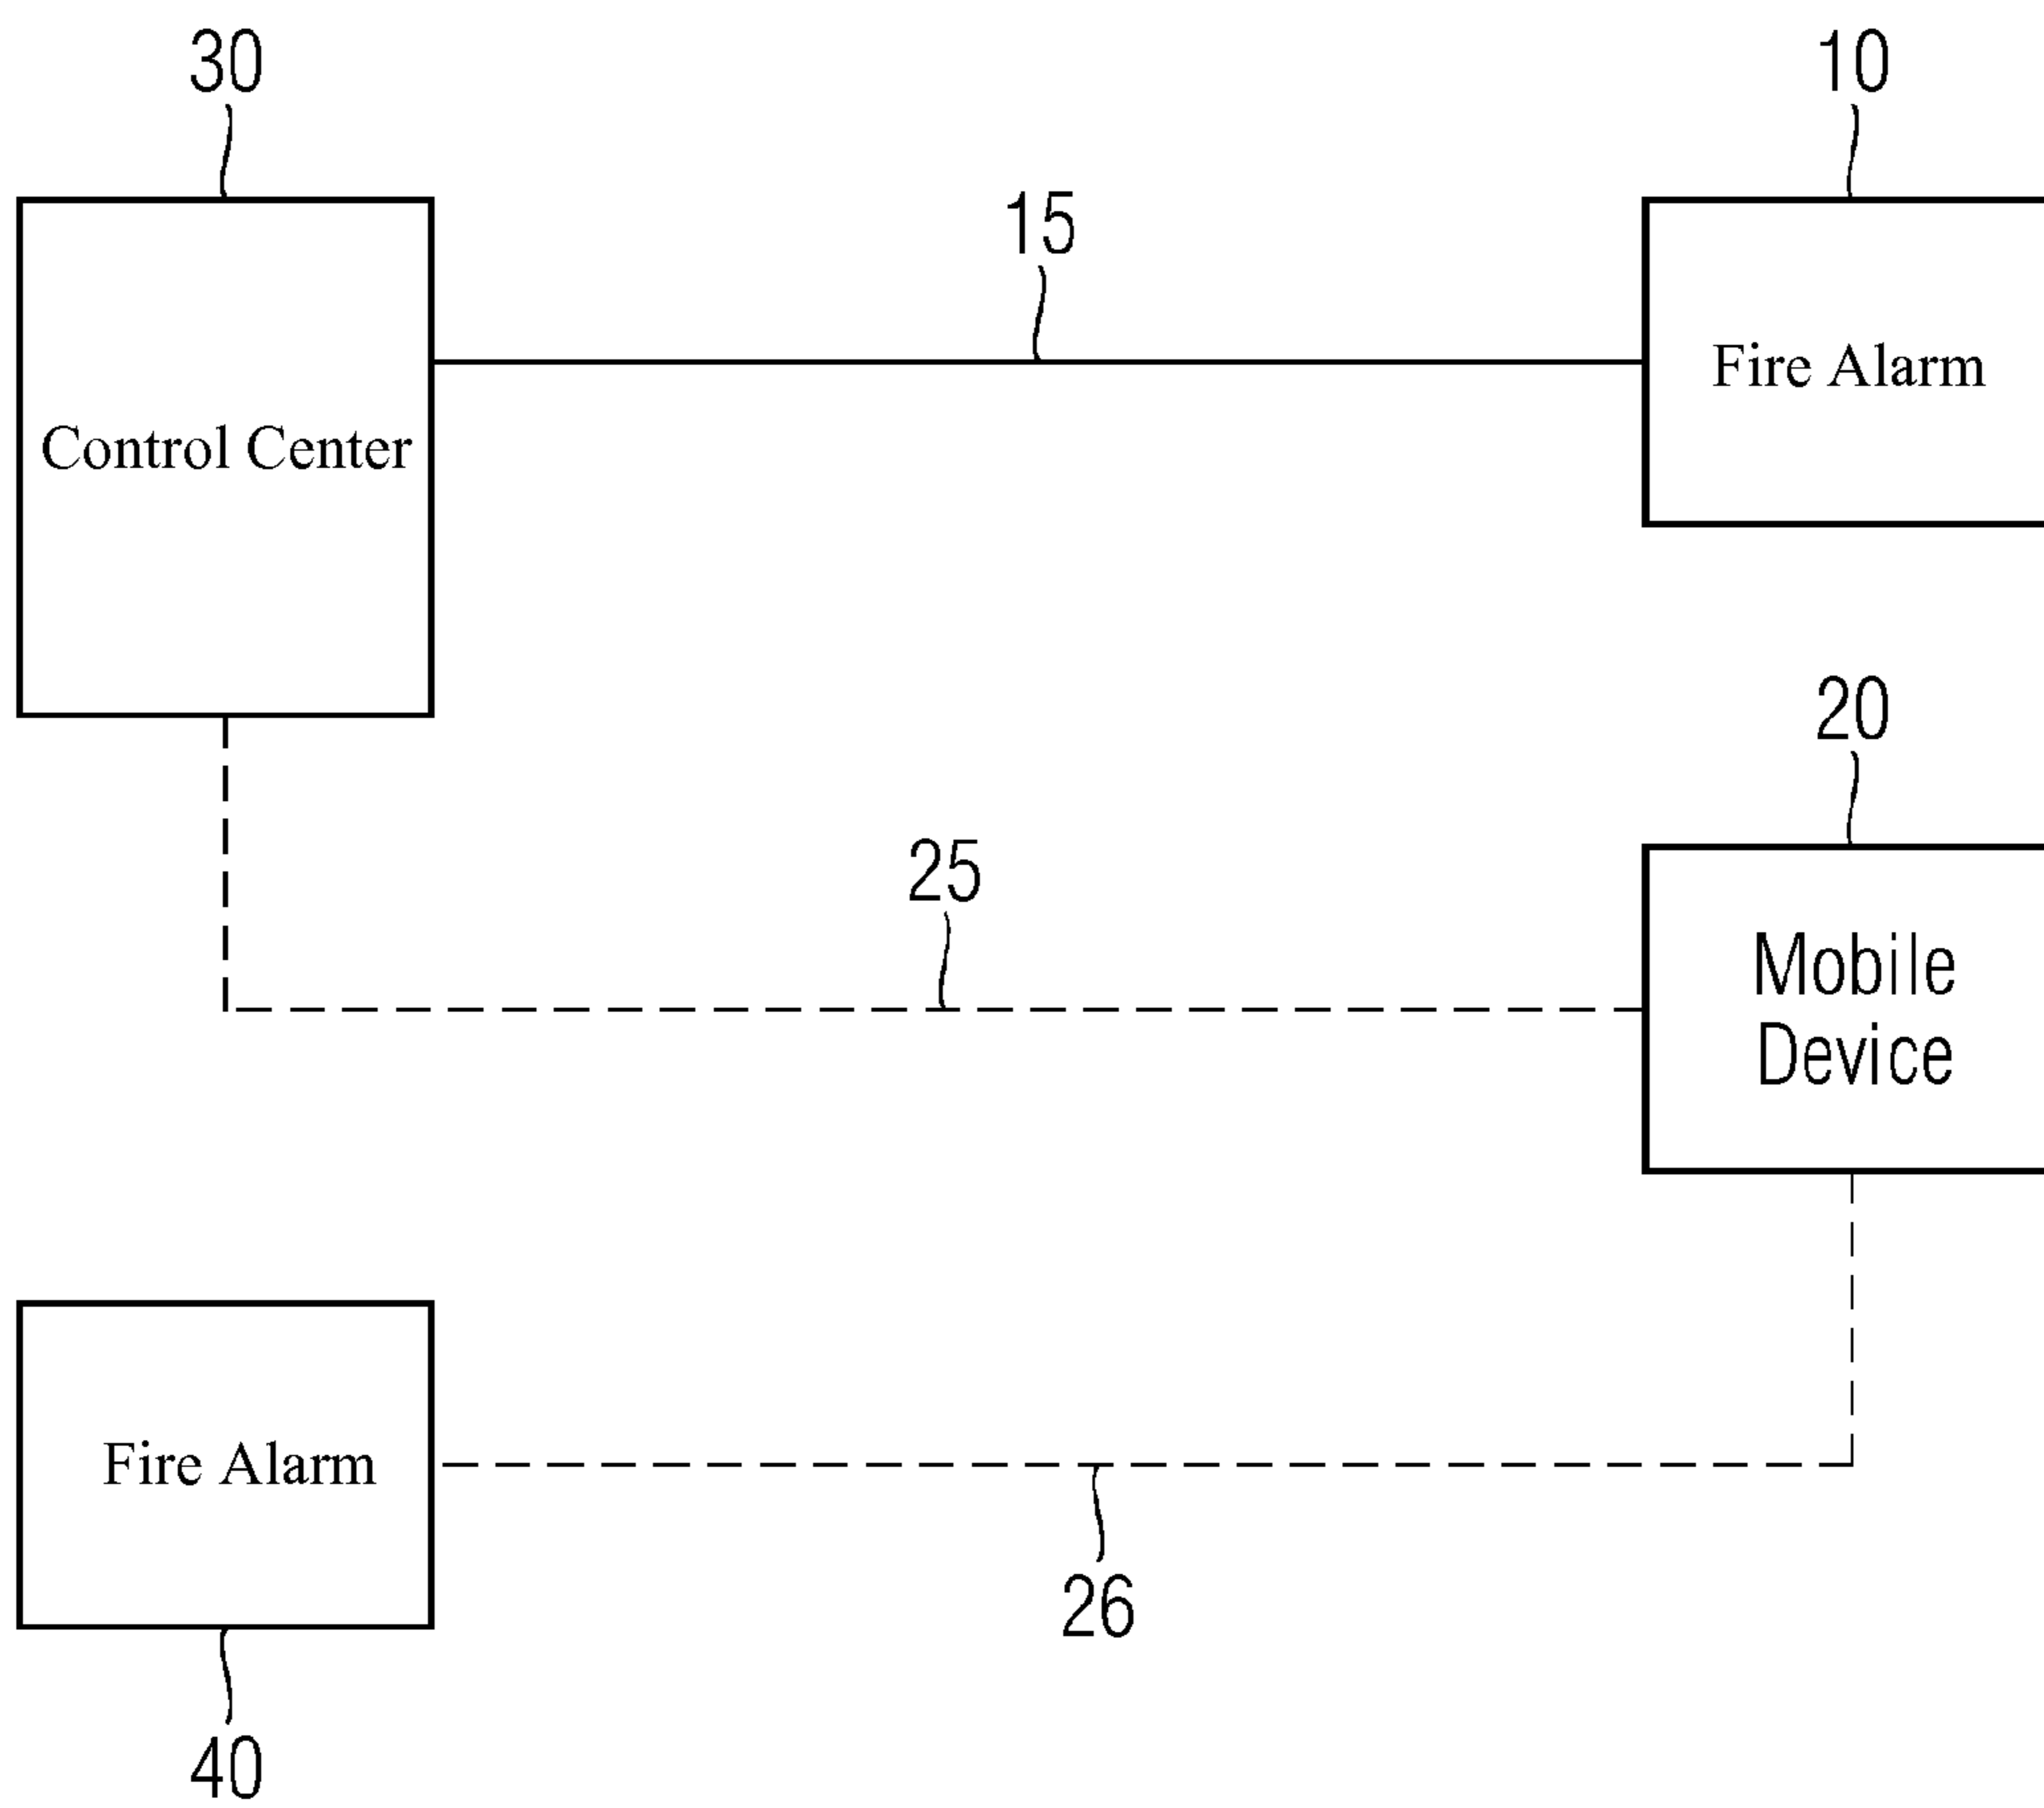 30
10
15
Control Center
Fire Alarm
20
25
Mobile
Device
Fire Alarm
26
40